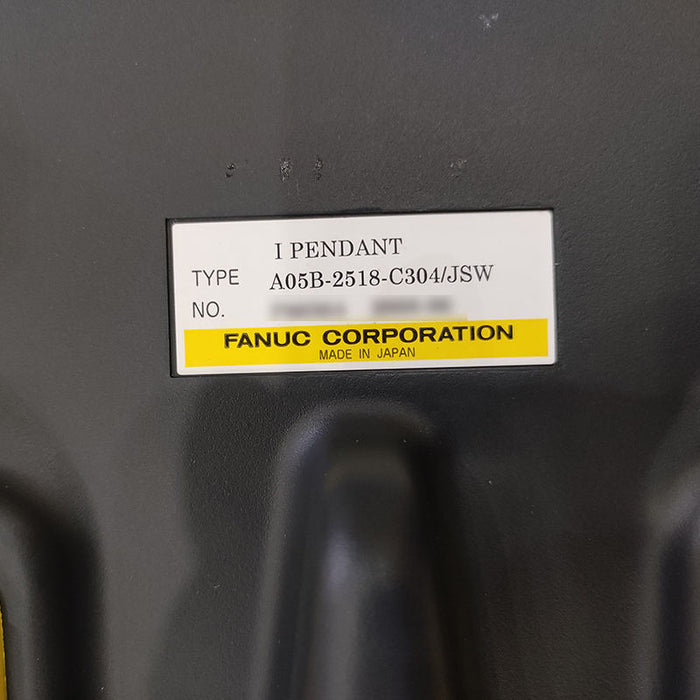 I PENDANT
TYPE A05B-2518-C304/JSW
NO.
FANUC CORPORATION
MADE IN JAPAN